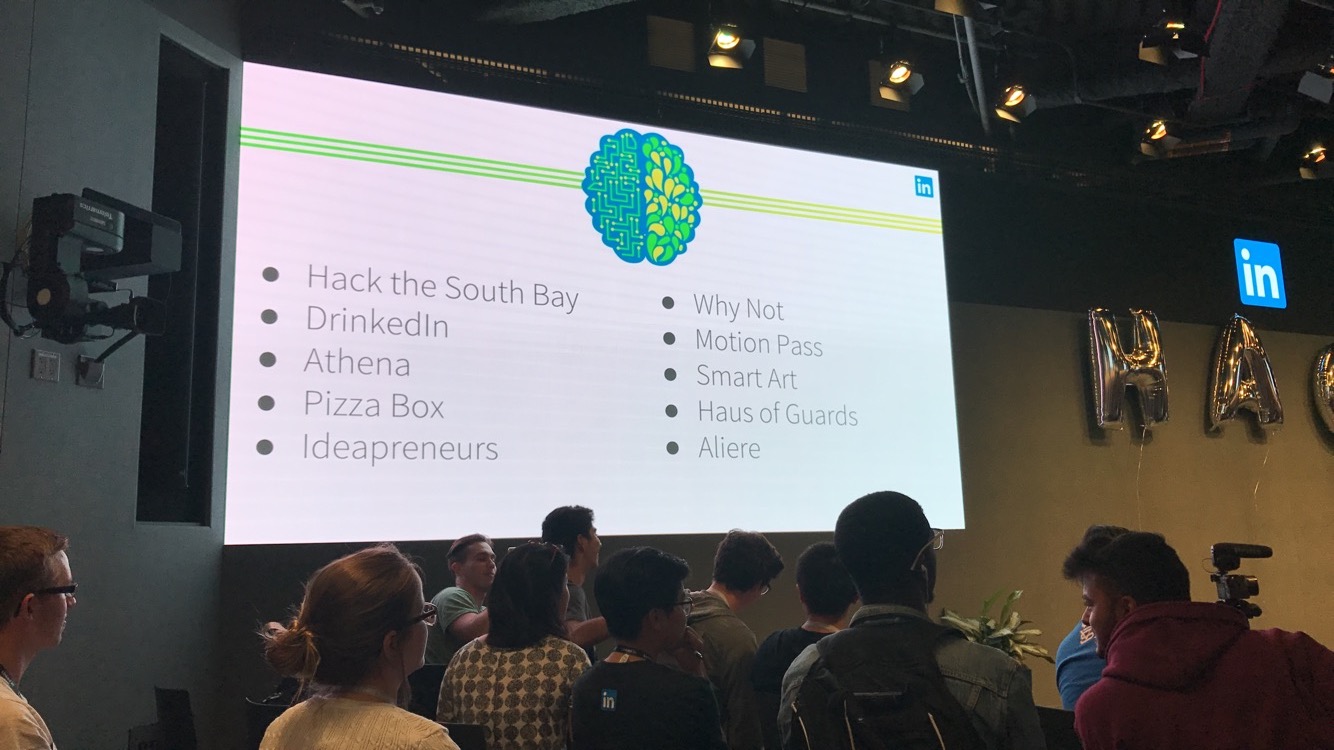 in
Hack the South Bay
DrinkedIn
Athena
Pizza Box
Ideapreneurs
Why Not
Motion Pass
Smart Art
Haus of Guards
Aliere
in
HA
in